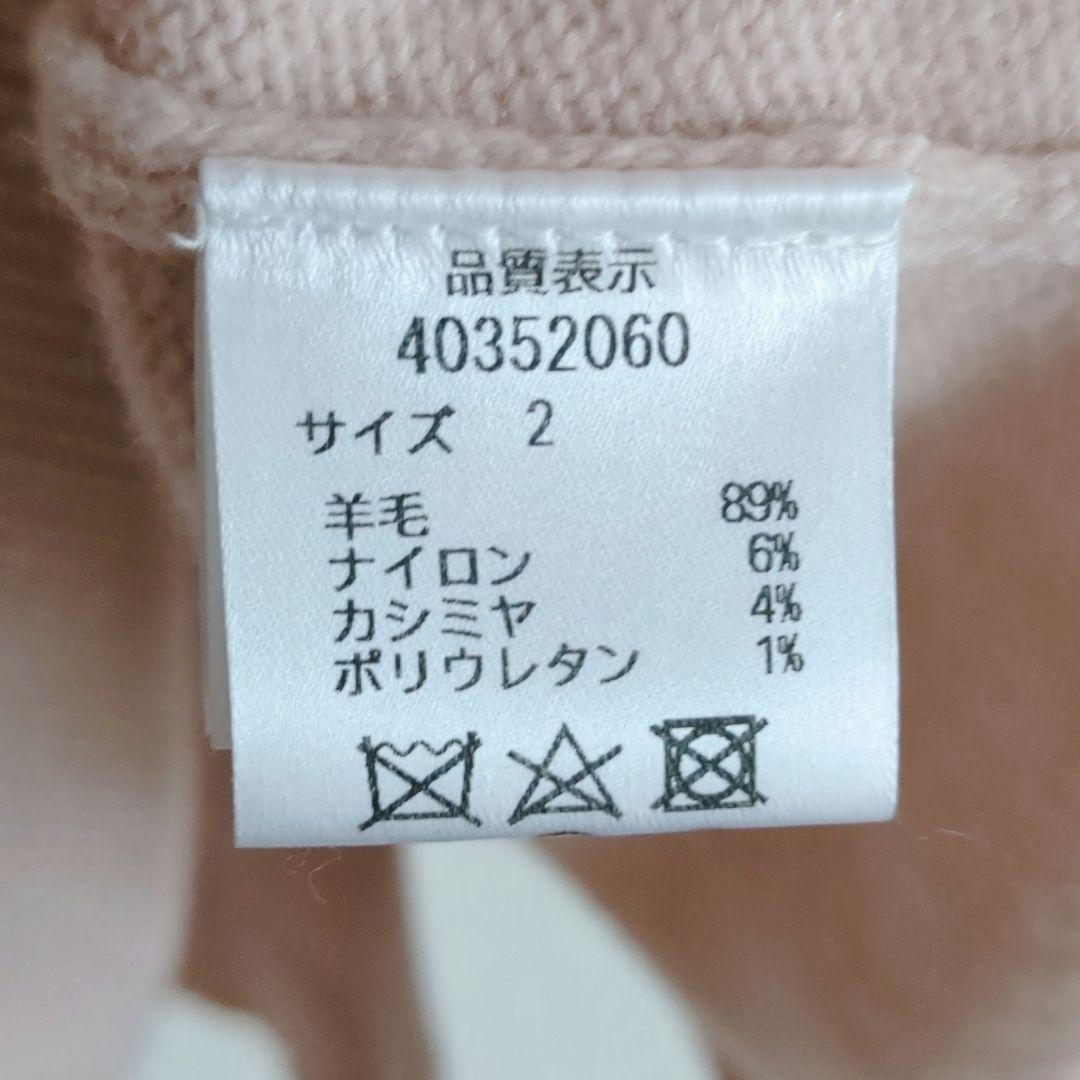 品質表示
40352060
サイズ 2
羊毛 89%
ナイロン 6%
カシミヤ 4%
ポリウレタン 1%